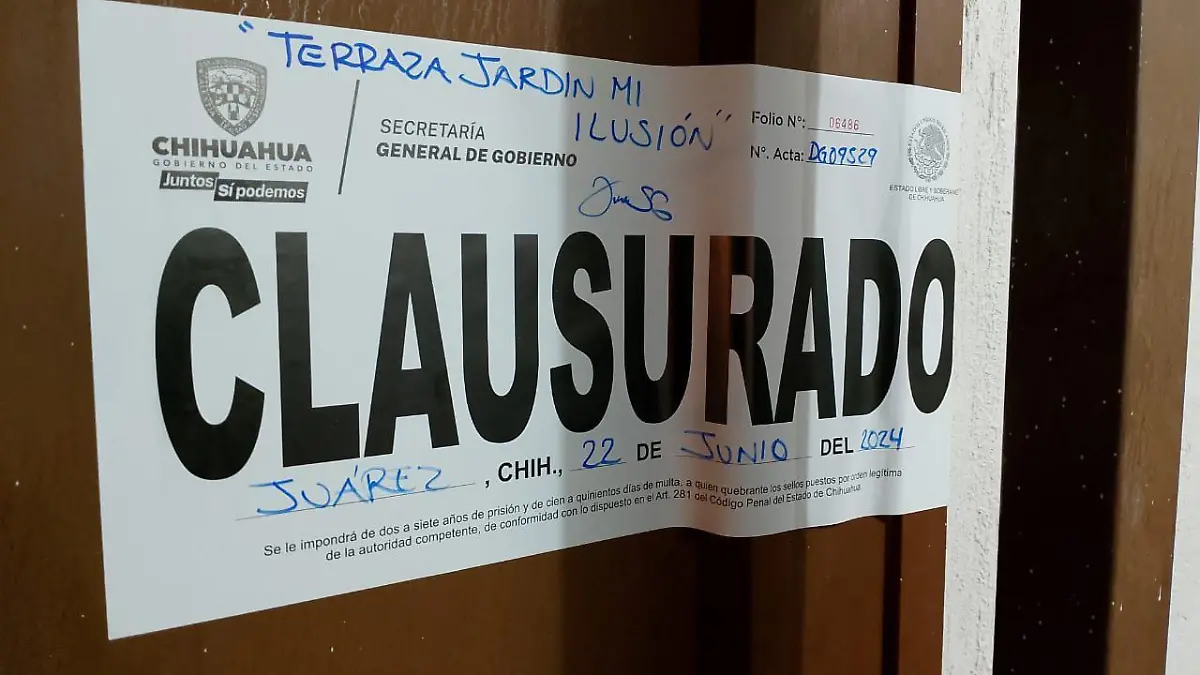 "TERRAZA JARDIN MI
ILUSIÓN"
CHIHUAHUA
GOBIERNO DEL ESTADO
Juntos Sí podemos
SECRETARÍA
GENERAL DE GOBIERNO
Folio N°: 06486
N°. Acta: DG09529
ESTADO LIBRE Y SOBERANO
DE CHIHUAHUA
CLAUSURADO
JUÁREZ, CHIH., 22 DE JUNIO DEL 2024
Se le impondrá de dos a siete años de prisión y de cien a quinientos días de multa, a quien quebrante los sellos puestos por orden legítima
de la autoridad competente, de conformidad con lo dispuesto en el Art. 281 del Código Penal del Estado de Chihuahua.